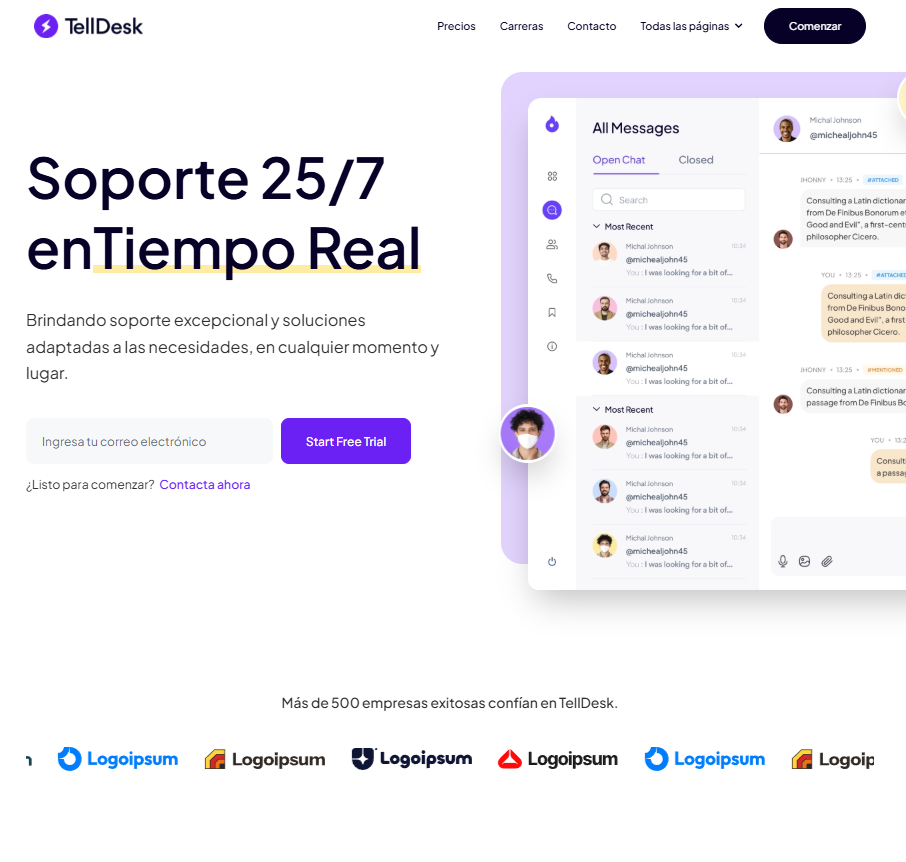 TellDesk
Precios Carreras Contacto Todas las páginas Comenzar
Soporte 25/7
enTiempo Real
Brindando soporte excepcional y soluciones
adaptadas a las necesidades, en cualquier momento y
lugar.
Ingresa tu correo electrónico Start Free Trial
¿Listo para comenzar? Contacta ahora
All Messages
Open Chat Closed
Search
Most Recent
Michal Johnson 10:34
@michealjohn45
You : I was looking for a bit of...
Michal Johnson 10:34
@michealjohn45
You : I was looking for a bit of...
Michal Johnson 10:34
@michealjohn45
You : I was looking for a bit of...
Most Recent
Michal Johnson 10:34
@michealjohn45
You : I was looking for a bit of...
Michal Johnson 10:34
@michealjohn45
You : I was looking for a bit of...
Michal Johnson 10:34
@michealjohn45
You : I was looking for a bit of...
Michal Johnson
@michealjohn45
JHONNY • 13:25 • #ATTACHED
Consulting a Latin dictionar
from De Finibus Bonorum et
Good and Evil", a first-cent
philosopher Cicero.
YOU • 13:25 • #ATTACHED
Consulting a Latin dict
from De Finibus Bono
Good and Evil", a first
philosopher Cicero.
JHONNY • 13:25 • #MENTIONED
Consulting a Latin dictionar
passage from De Finibus Bo
YOU • 13:2
Consult
a passag
Más de 500 empresas exitosas confían en TellDesk.
n Logoipsum Logoipsum Logoipsum Logoipsum Logoipsum Logoip